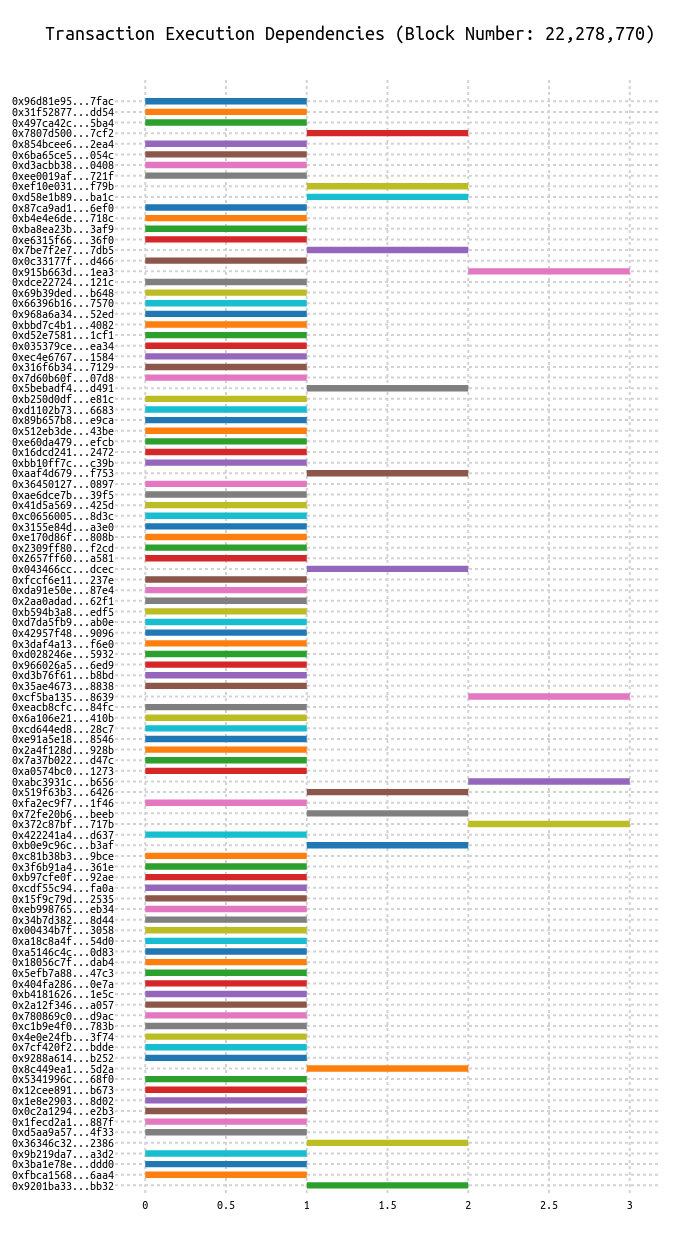 Transaction Execution Dependencies (Block Number: 22,278,770)
0x96d81e95...7fac
0x31f52877...dd54
0x497ca42c...5ba4
0x7807d500...7cf2
0x854bcee6...2ea4
0x6ba65ce5...054c
0xd3acbb38...0408
0xee0019af...721f
0xef10e031...f79b
0xd58e1b89...ba1c
0x87ca9ad1...6ef0
0xb4e4e6de...718c
0xba8ea23b...3af9
0xe6315f66...36f0
0x7be7f2e7...7db5
0x0c33177f...d466
0x915b663d...1ea3
0xdce22724...121c
0x69b39ded...b648
0x66396b16...7570
0x968a6a34...52ed
0xbbd7c4b1...4082
0xd52e7581...1cf1
0x035379ce...ea34
0xec4e6767...1584
0x316f6b34...7129
0x7d60b60f...07d8
0x5bebadf4...d491
0xb250d0df...e81c
0xd1102b73...6683
0x89b657b8...e9ca
0x512eb3de...43be
0xe60da479...efcb
0x16dcd241...2472
0xbb10ff7c...c39b
0xaaf4d679...f753
0x36450127...0897
0xae6dce7b...39f5
0x41d5a569...425d
0xc0656005...8d3c
0x3155e84d...a3e0
0xe170d86f...808b
0x2309ff80...f2cd
0x2657ff60...a581
0x043466cc...dcec
0xfccf6e11...237e
0xda91e50e...87e4
0x2aa0adad...62f1
0xb594b3a8...edf5
0xd7da5fb9...ab0e
0x42957f48...9096
0x3daf4a13...f6e0
0xd028246e...5932
0x966026a5...6ed9
0xd3b76f61...b8bd
0x35ae4673...8838
0xcf5ba135...8639
0xeacb8cfc...84fc
0x6a106e21...410b
0xcd644ed8...28c7
0xe91a5e18...8546
0x2a4f128d...928b
0x7a37b022...d47c
0xa0574bc0...1273
0xabc3931c...b656
0x519f63b3...6426
0xfa2ec9f7...1f46
0x72fe20b6...beeb
0x372c87bf...717b
0x422241a4...d637
0xb0e9c96c...b3af
0xc81b38b3...9bce
0x3f6b91a4...361e
0xb97cfe0f...92ae
0xcdf55c94...fa0a
0x15f9c79d...2535
0xeb998765...eb34
0x34b7d382...8d44
0x00434b7f...3058
0xa18c8a4f...54d0
0xa5146c4c...0d83
0x18056c7f...dab4
0x5efb7a88...47c3
0x404fa286...0e7a
0xb4181626...1e5c
0x2a12f346...a057
0x780869c0...d9ac
0xc1b9e4f0...783b
0x4e0e24fb...3f74
0x7cf420f2...bdde
0x9288a614...b252
0x8c449ea1...5d2a
0x5341996c...68f0
0x12cee891...b673
0x1e8e2903...8d02
0x0c2a1294...e2b3
0x1fecd2a1...887f
0xd5aa9a57...4f33
0x36346c32...2386
0x9b219da7...a3d2
0x3ba1e78e...ddd0
0xfbca1568...6aa4
0x9201ba33...bb32
0 0.5 1 1.5 2 2.5 3